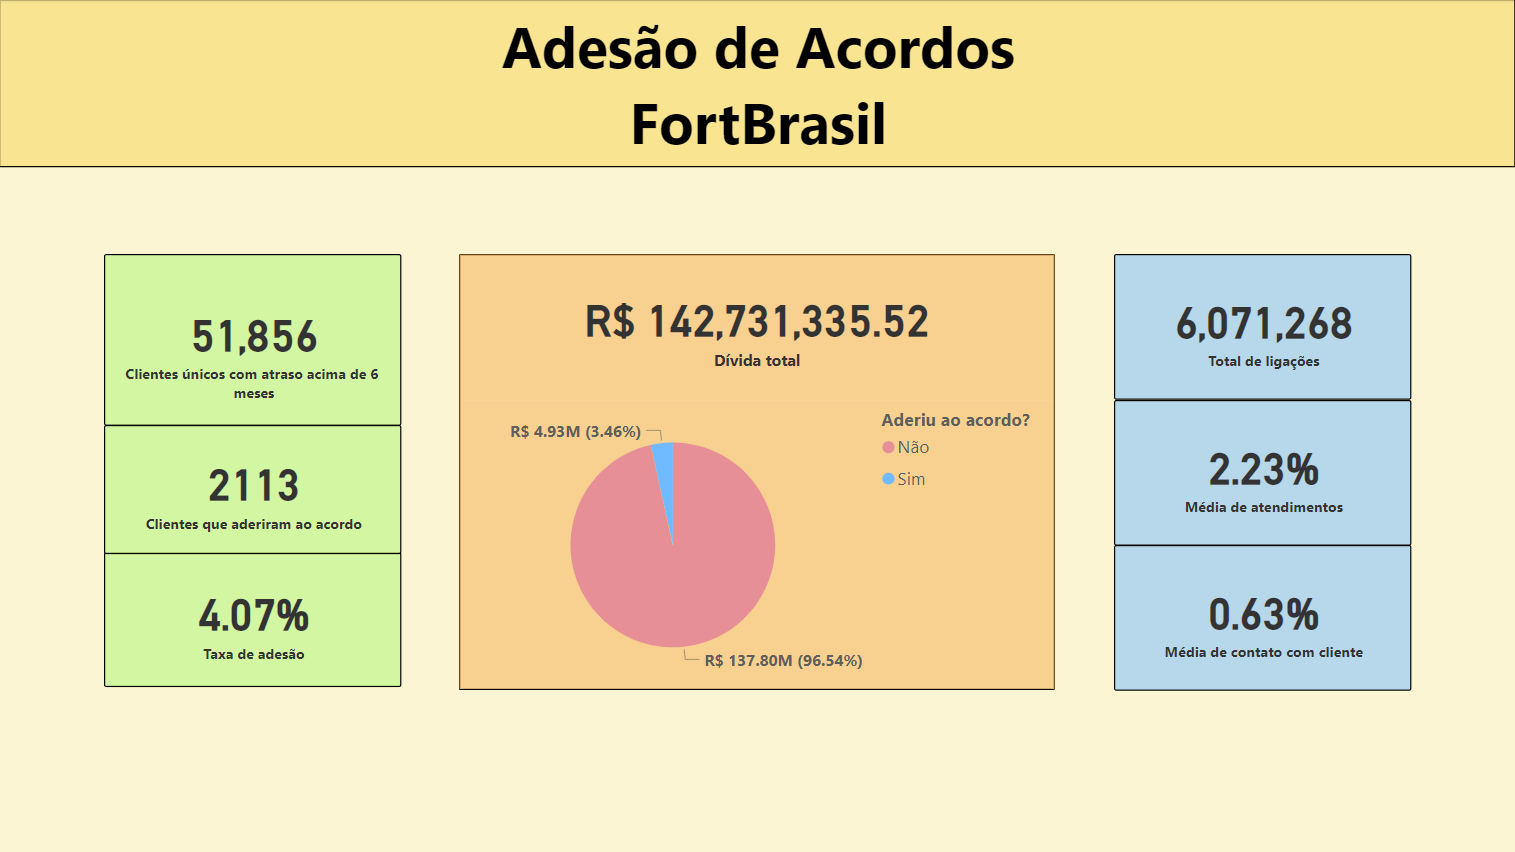 Adesão de Acordos
FortBrasil
51,856
Clientes únicos com atraso acima de 6
meses
2113
Clientes que aderiram ao acordo
4.07%
Taxa de adesão
R$ 142,731,335.52
Dívida total
Aderiu ao acordo?
Não
Sim
R$ 4.93M (3.46%)
R$ 137.80M (96.54%)
6,071,268
Total de ligações
2.23%
Média de atendimentos
0.63%
Média de contato com cliente